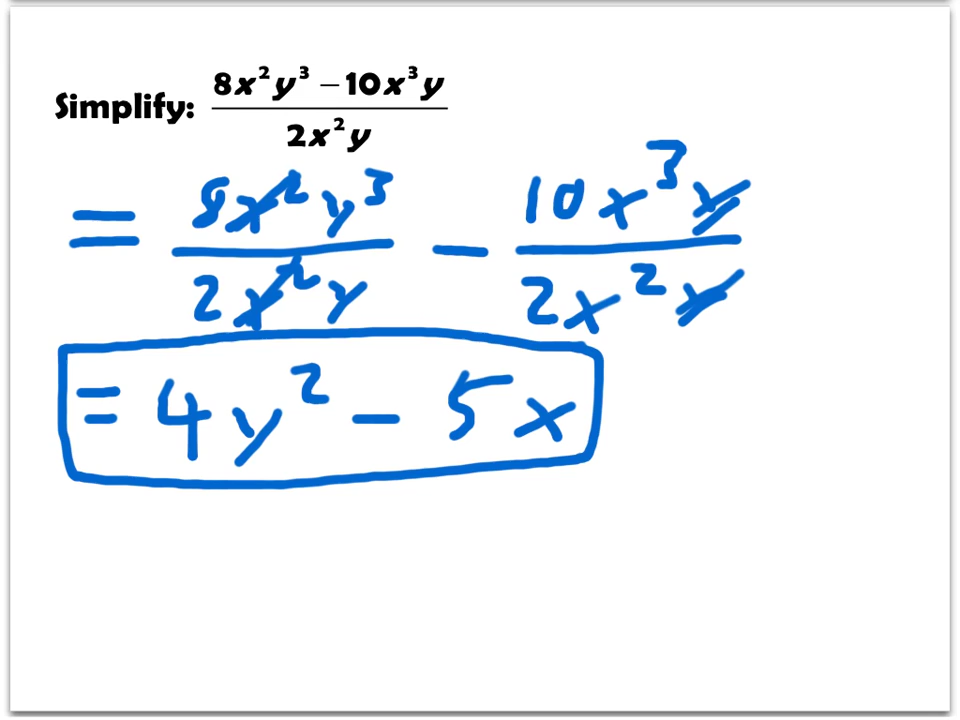 Simplify: (8x²y³ – 10x³y) / (2x²y)
= 8x²y³ / 2x²y – 10x³y / 2x²y
= 4y² – 5x